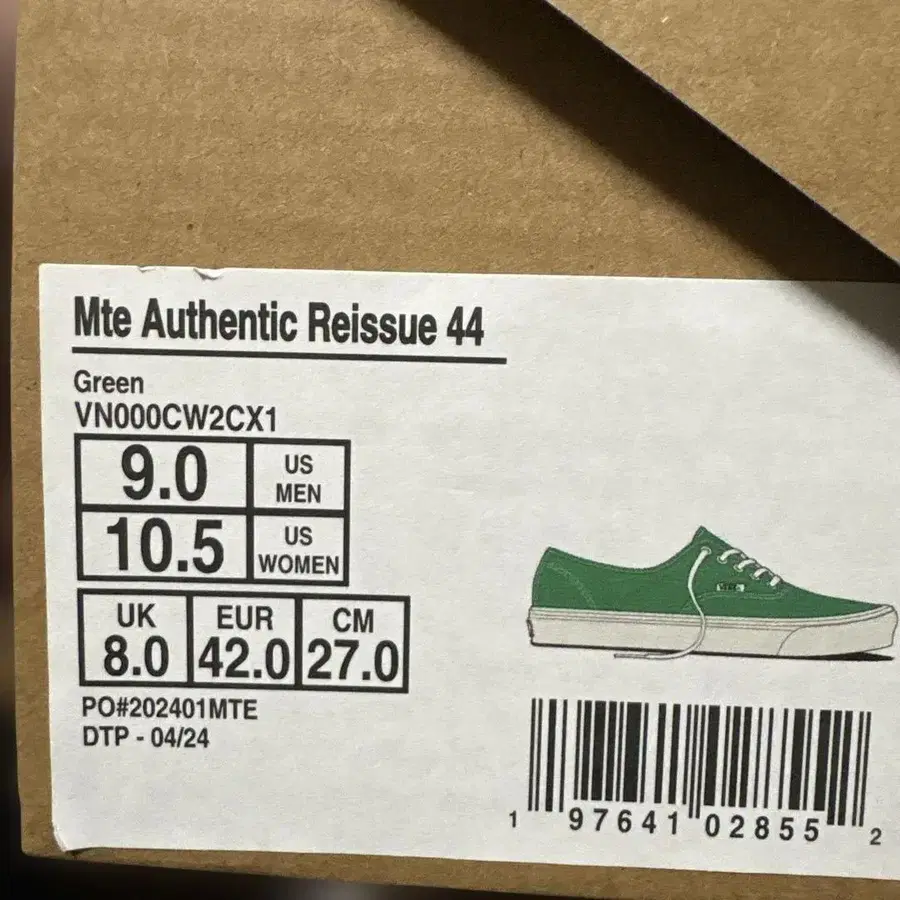 Mte Authentic Reissue 44
Green
VN000CW2CX1
9.0 US MEN
10.5 US WOMEN
UK EUR CM
8.0 42.0 27.0
PO#202401MTE
DTP - 04/24
1 97641 02855 2